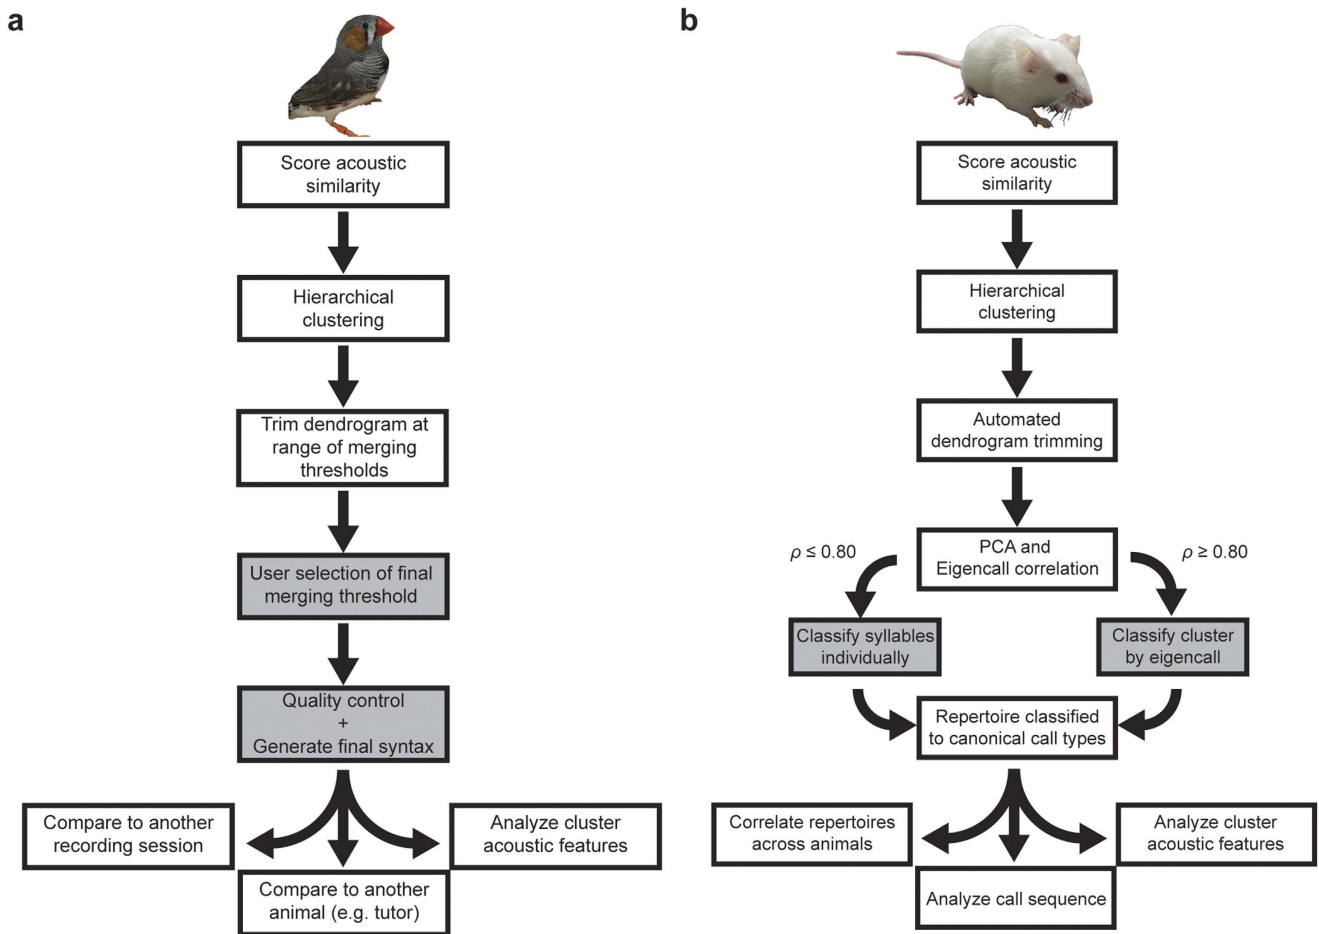 a
Score acoustic
similarity
Hierarchical
clustering
Trim dendrogram at
range of merging
thresholds
User selection of final
merging threshold
Quality control
+
Generate final syntax
Compare to another
recording session
Compare to another
animal (e.g. tutor)
Analyze cluster
acoustic features
b
Score acoustic
similarity
Hierarchical
clustering
Automated
dendrogram trimming
PCA and
Eigencall correlation
ρ ≤ 0.80
ρ ≥ 0.80
Classify syllables
individually
Classify cluster
by eigencall
Repertoire classified
to canonical call types
Correlate repertoires
across animals
Analyze call sequence
Analyze cluster
acoustic features